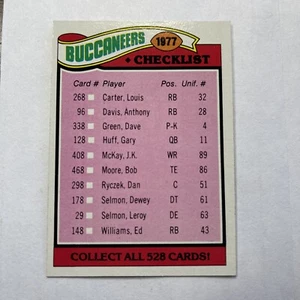 BUCCANEERS 1977
+ CHECKLIST
Card # Player Pos. Unif. #
268 Carter, Louis RB 32
96 Davis, Anthony RB 28
338 Green, Dave P-K 4
128 Huff, Gary QB 11
408 McKay, J.K. WR 89
468 Moore, Bob TE 86
298 Ryczek, Dan C 51
178 Selmon, Dewey DT 61
29 Selmon, Leroy DE 63
148 Williams, Ed RB 43
COLLECT ALL 528 CARDS!